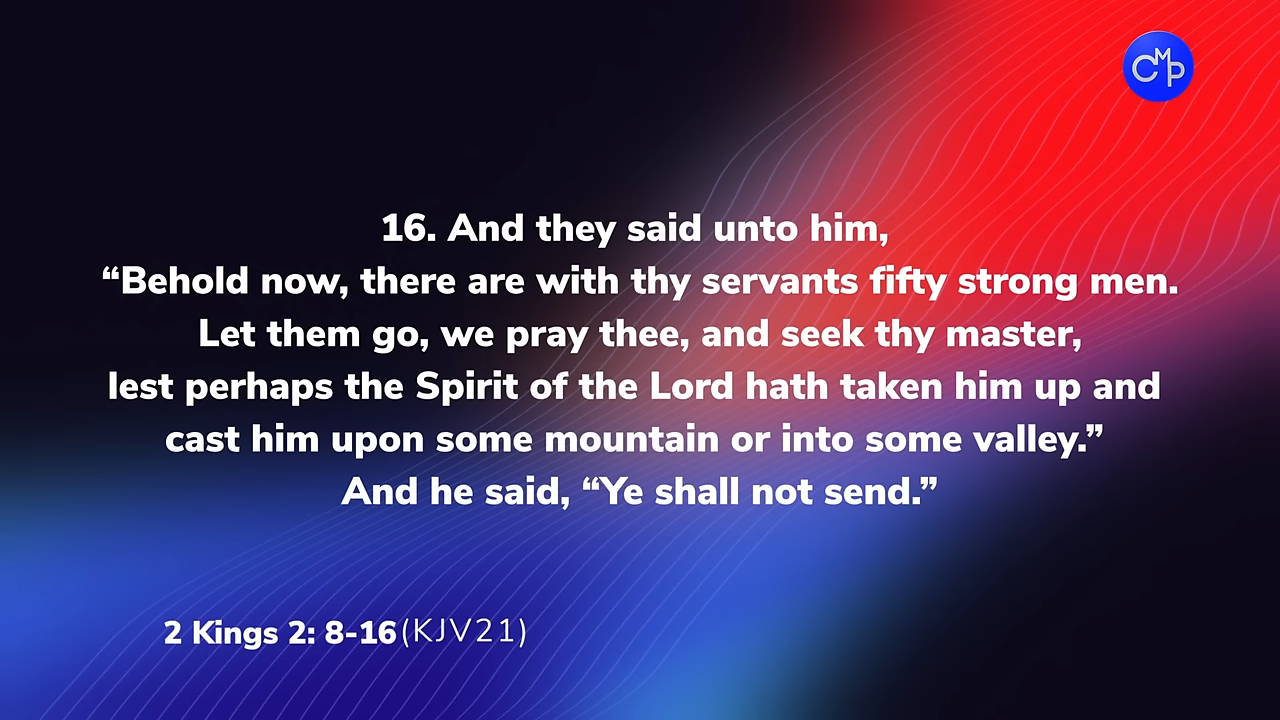 CMP
16. And they said unto him,
“Behold now, there are with thy servants fifty strong men.
Let them go, we pray thee, and seek thy master,
lest perhaps the Spirit of the Lord hath taken him up and
cast him upon some mountain or into some valley.”
And he said, “Ye shall not send.”
2 Kings 2: 8-16 (KJV21)